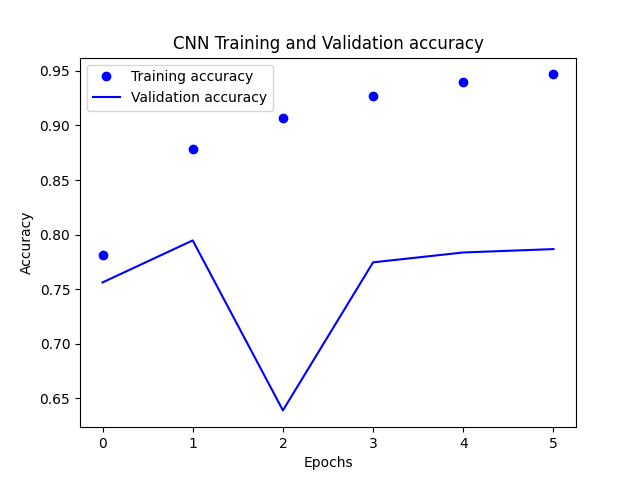 CNN Training and Validation accuracy
Training accuracy
Validation accuracy
0.95
0.90
0.85
0.80
0.75
0.70
0.65
Accuracy
0 1 2 3 4 5
Epochs